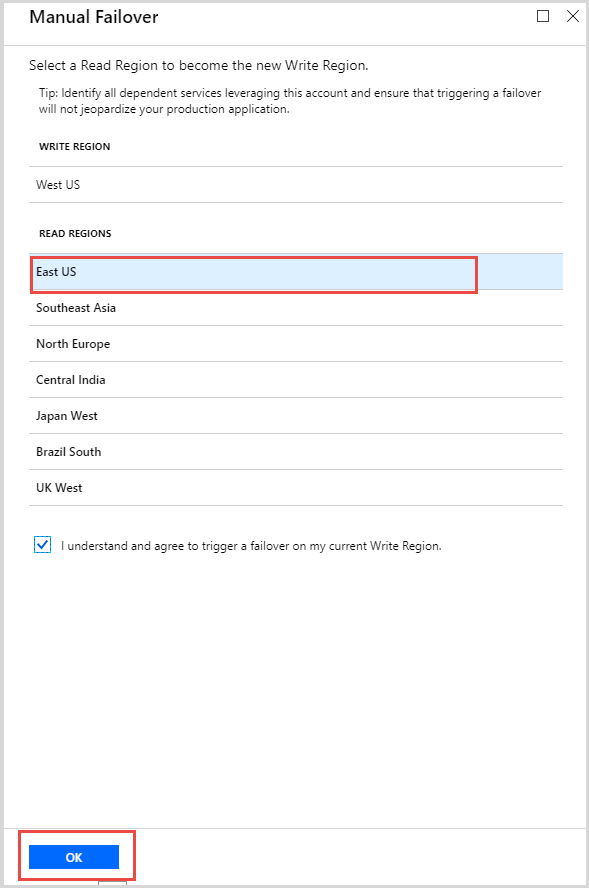 Manual Failover
Select a Read Region to become the new Write Region.
Tip: Identify all dependent services leveraging this account and ensure that triggering a failover
will not jeopardize your production application.
WRITE REGION
West US
READ REGIONS
East US
Southeast Asia
North Europe
Central India
Japan West
Brazil South
UK West
I understand and agree to trigger a failover on my current Write Region.
OK